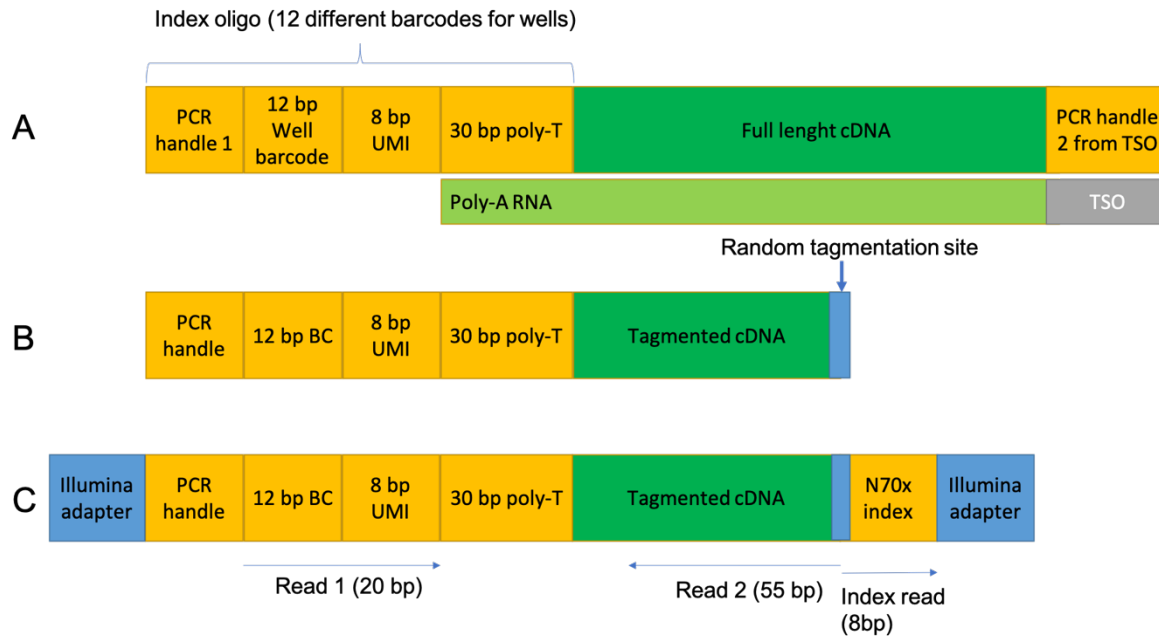 Index oligo (12 different barcodes for wells)
A
PCR
handle 1
12 bp
Well
barcode
8 bp
UMI
30 bp poly-T
Full lenght cDNA
PCR handle
2 from TSO
Poly-A RNA
TSO
Random tagmentation site
B
PCR
handle
12 bp BC
8 bp
UMI
30 bp poly-T
Tagmented cDNA
C
Illumina
adapter
PCR
handle
12 bp BC
8 bp
UMI
30 bp poly-T
Tagmented cDNA
N70x
index
Illumina
adapter
Read 1 (20 bp)
Read 2 (55 bp)
Index read
(8bp)